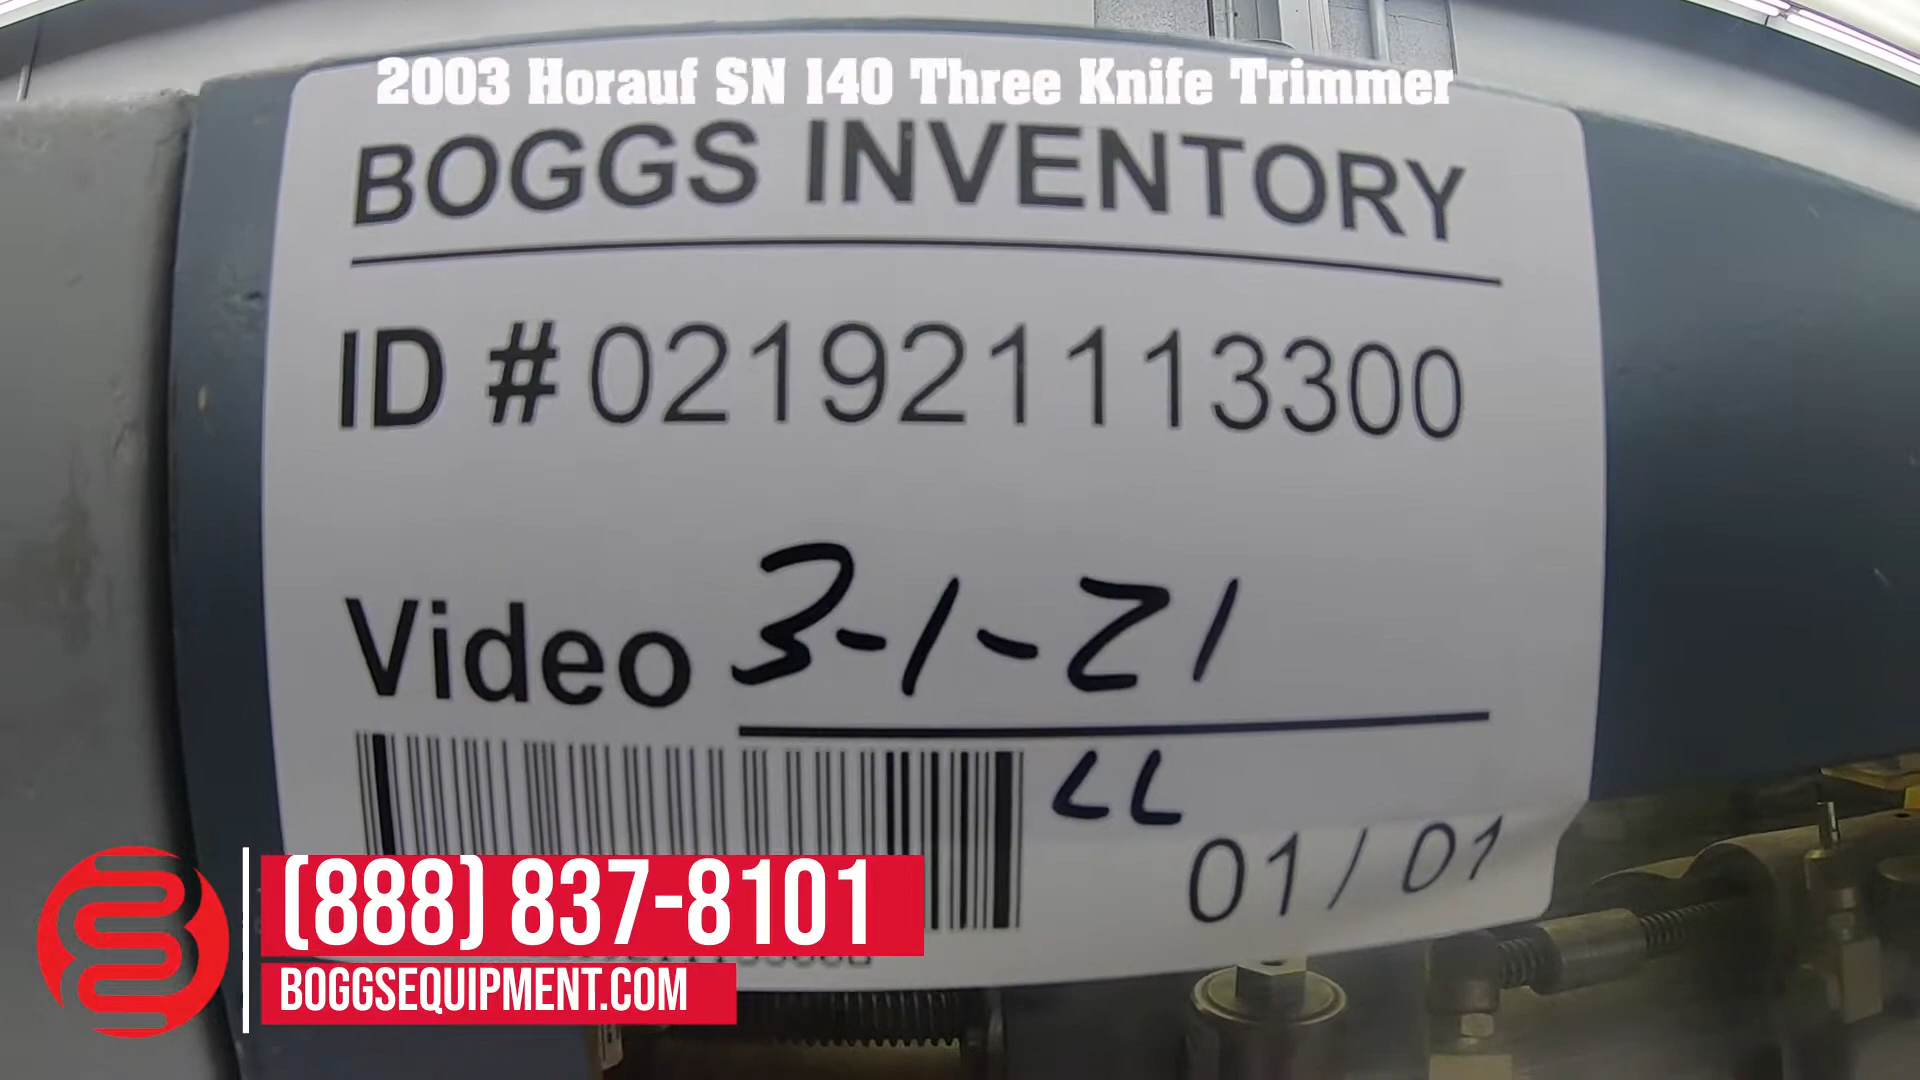 2003 Horauf SN 140 Three Knife Trimmer
BOGGS INVENTORY
ID # 021921113300
Video 3-1-21
LL
01 / 01
(888) 837-8101
BOGGSEQUIPMENT.COM